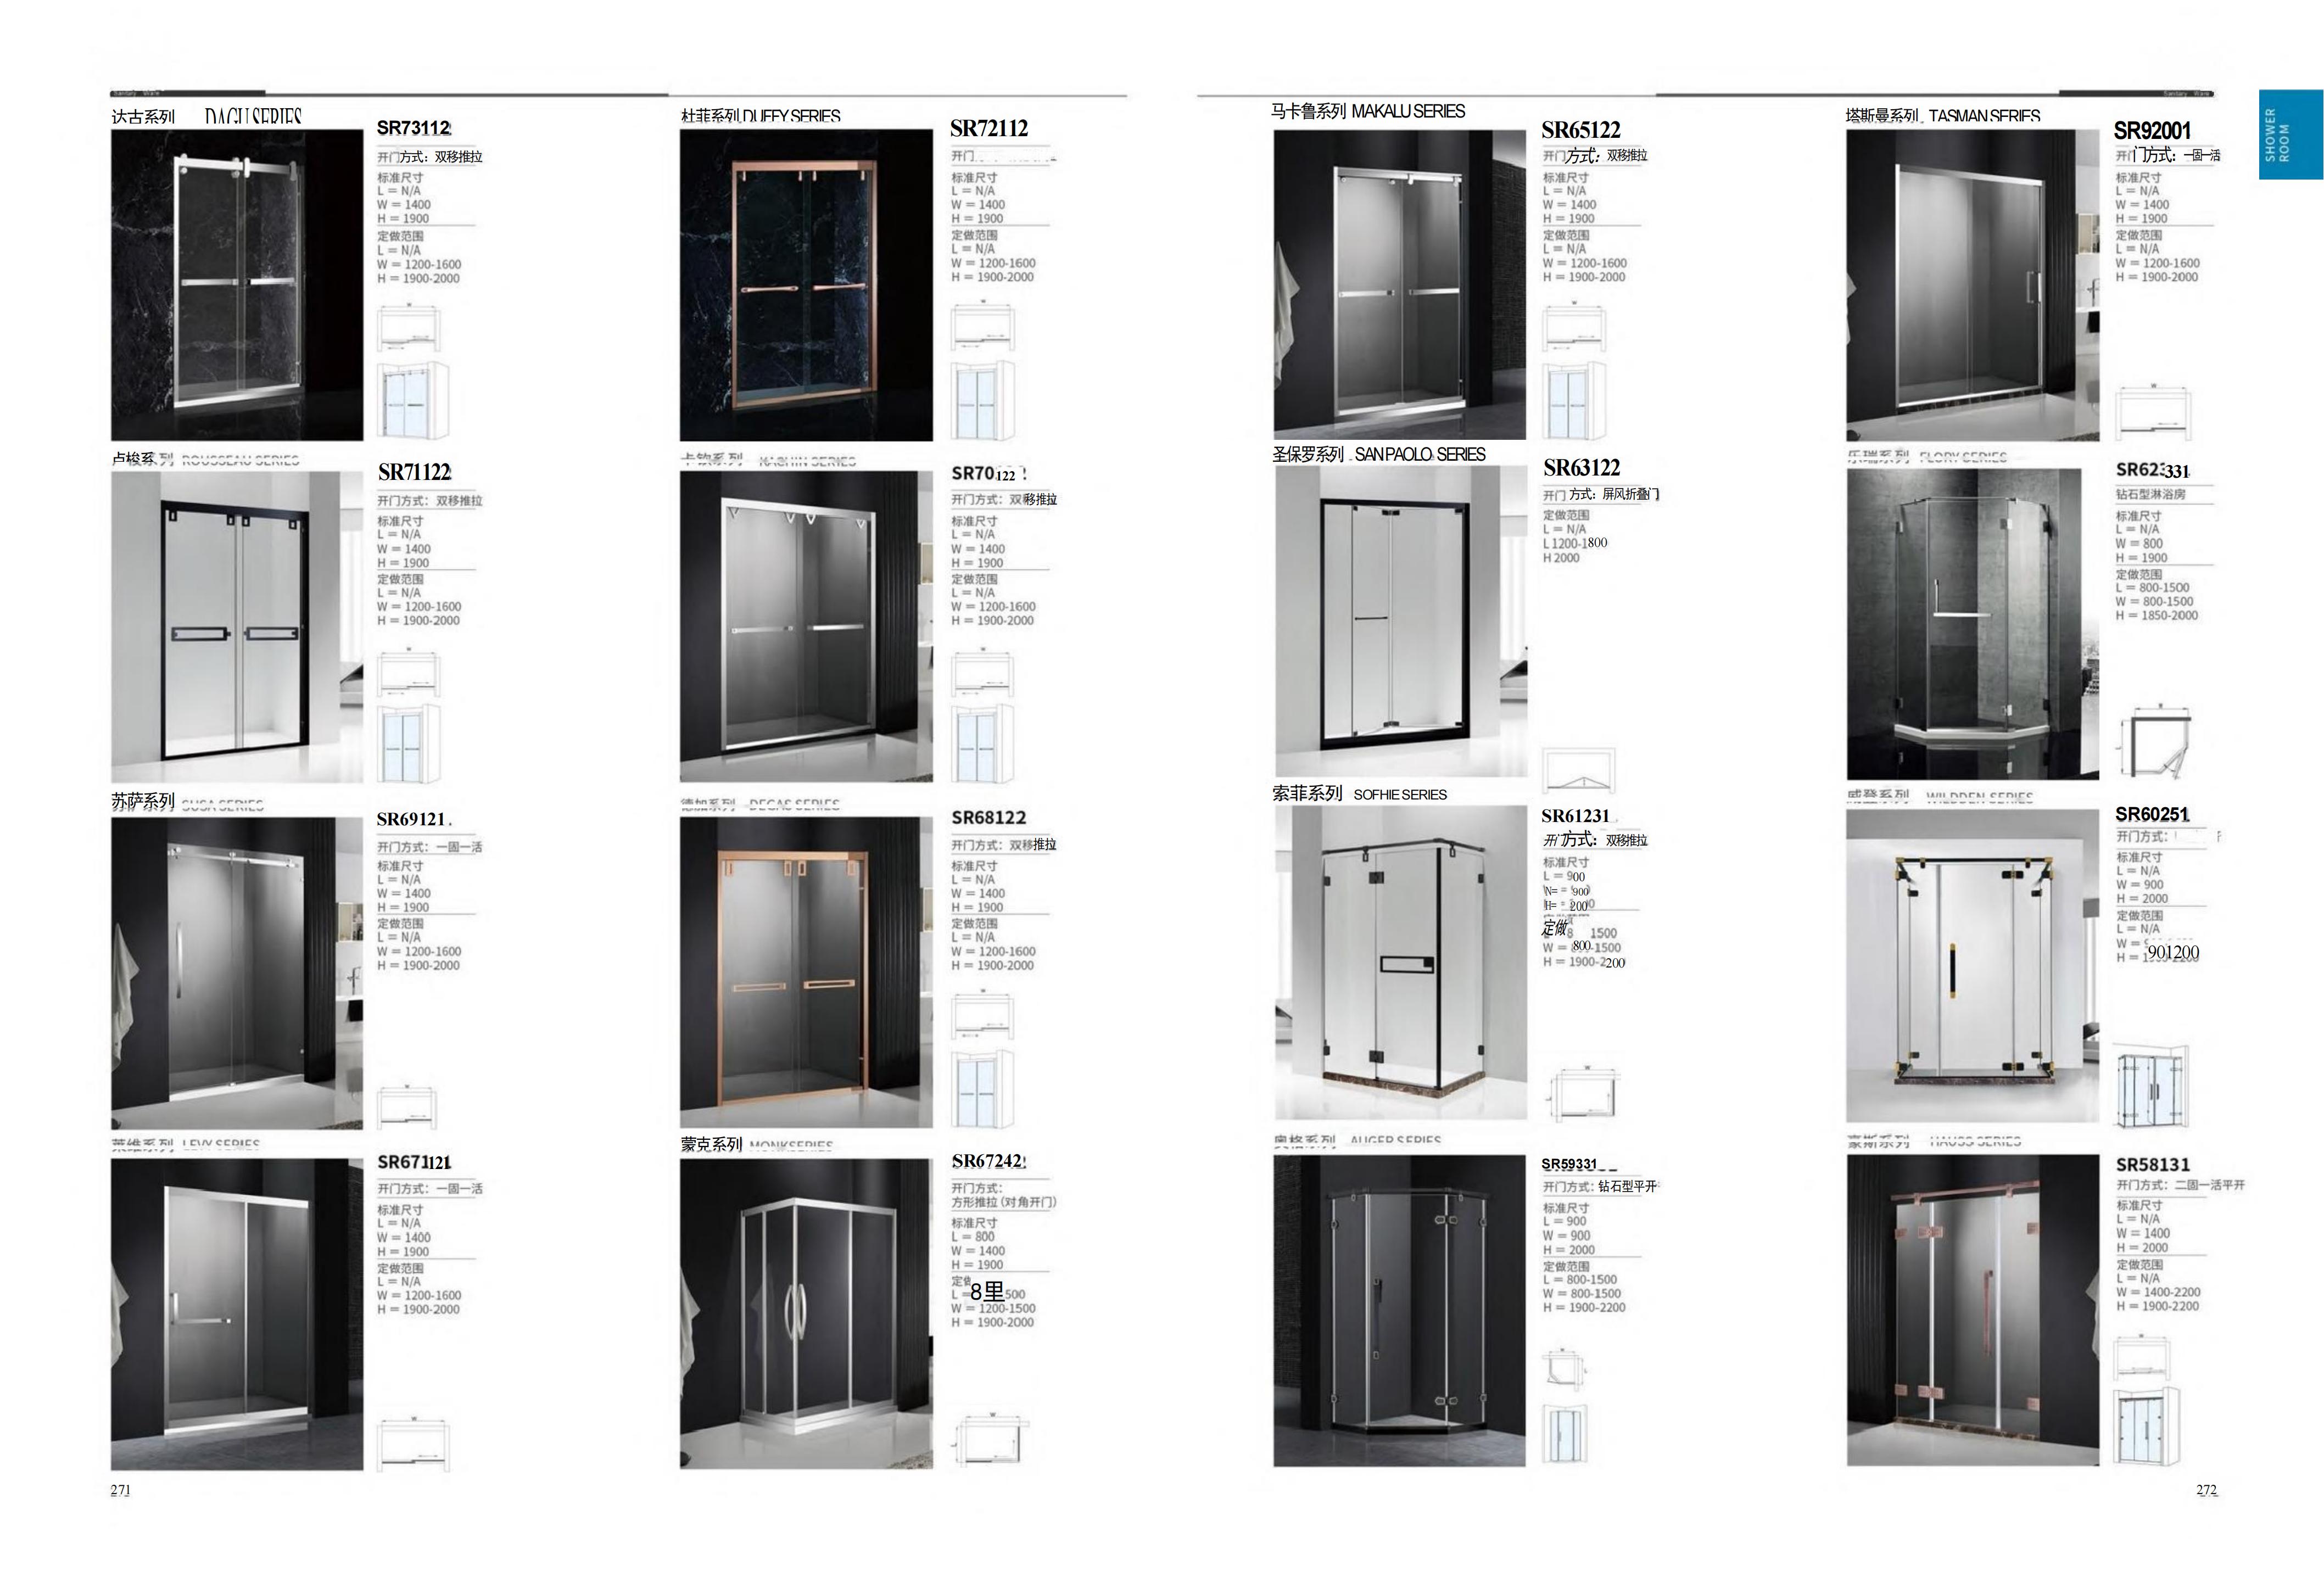 Sanitary Ware
达古系列 DAGU SERIES
SR73112
开门方式：双移推拉
标准尺寸
L = N/A
W = 1400
H = 1900
定做范围
L = N/A
W = 1200-1600
H = 1900-2000
W
杜菲系列 DUFFY SERIES
SR72112
开门
标准尺寸
L = N/A
W = 1400
H = 1900
定做范围
L = N/A
W = 1200-1600
H = 1900-2000
W
卢梭系列 ROUSSEAU SERIES
SR71122
开门方式：双移推拉
标准尺寸
L = N/A
W = 1400
H = 1900
定做范围
L = N/A
W = 1200-1600
H = 1900-2000
W
卡钦系列 KACHIN SERIES
SR70122
开门方式：双移推拉
标准尺寸
L = N/A
W = 1400
H = 1900
定做范围
L = N/A
W = 1200-1600
H = 1900-2000
W
苏萨系列 SUSA SERIES
SR69121
开门方式：一固一活
标准尺寸
L = N/A
W = 1400
H = 1900
定做范围
L = N/A
W = 1200-1600
H = 1900-2000
W
德加系列 DEGAS SERIES
SR68122
开门方式：双移推拉
标准尺寸
L = N/A
W = 1400
H = 1900
定做范围
L = N/A
W = 1200-1600
H = 1900-2000
W
莱维系列 LEVY SERIES
SR671121
开门方式：一固一活
标准尺寸
L = N/A
W = 1400
H = 1900
定做范围
L = N/A
W = 1200-1600
H = 1900-2000
W
蒙克系列 MONKSERIES
SR67242
开门方式：
方形推拉（对角开门）
标准尺寸
L = 800
W = 1400
H = 1900
定做
L =8里500
W = 1200-1500
H = 1900-2000
W
271
Sanitary Ware
SHOWER
ROOM
马卡鲁系列 MAKALU SERIES
SR65122
开门方式：双移推拉
标准尺寸
L = N/A
W = 1400
H = 1900
定做范围
L = N/A
W = 1200-1600
H = 1900-2000
W
塔斯曼系列 TASMAN SERIES
SR92001
开门方式：一固一活
标准尺寸
L = N/A
W = 1400
H = 1900
定做范围
L = N/A
W = 1200-1600
H = 1900-2000
W
圣保罗系列 SAN PAOLO SERIES
SR63122
开门方式：屏风折叠门
定做范围
L = N/A
L 1200-1800
H 2000
乐瑞系列 FLORY SERIES
SR62331
钻石型淋浴房
标准尺寸
L = N/A
W = 800
H = 1900
定做范围
L = 800-1500
W = 800-1500
H = 1850-2000
W
索菲系列 SOFHIE SERIES
SR61231
开门方式：双移推拉
标准尺寸
L = 900
W = 900
定做
1500
W = 800-1500
H = 1900-2200
W
威登系列 WILDDEN SERIES
SR60251
开门方式：
标准尺寸
L = N/A
W = 900
H = 2000
定做范围
L = N/A
W =
H = 901200
奥格系列 AUGER SERIES
SR59331
开门方式：钻石型平开
标准尺寸
L = 900
W = 900
H = 2000
定做范围
L = 800-1500
W = 800-1500
H = 1900-2200
W
豪斯系列 HAUSS SERIES
SR58131
开门方式：二固一活平开
标准尺寸
L = N/A
W = 1400
H = 2000
定做范围
L = N/A
W = 1400-2200
H = 1900-2200
W
272